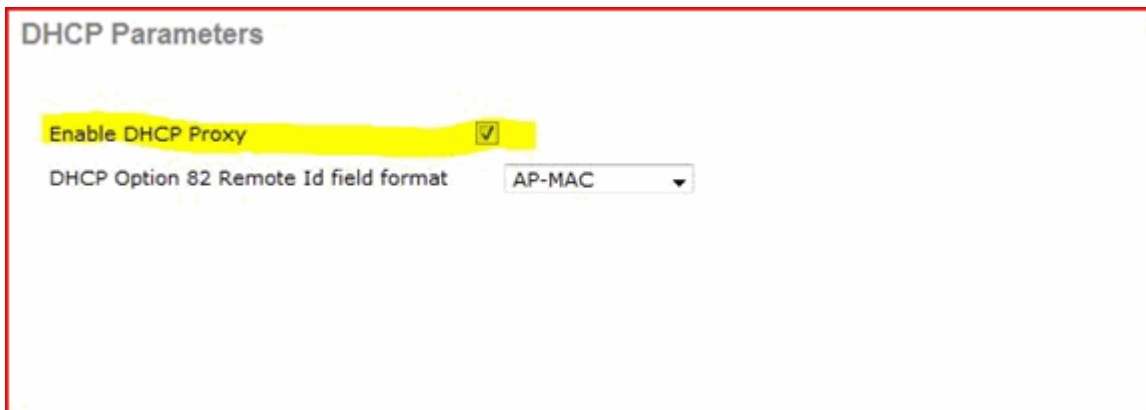 DHCP Parameters
Enable DHCP Proxy
DHCP Option 82 Remote Id field format AP-MAC